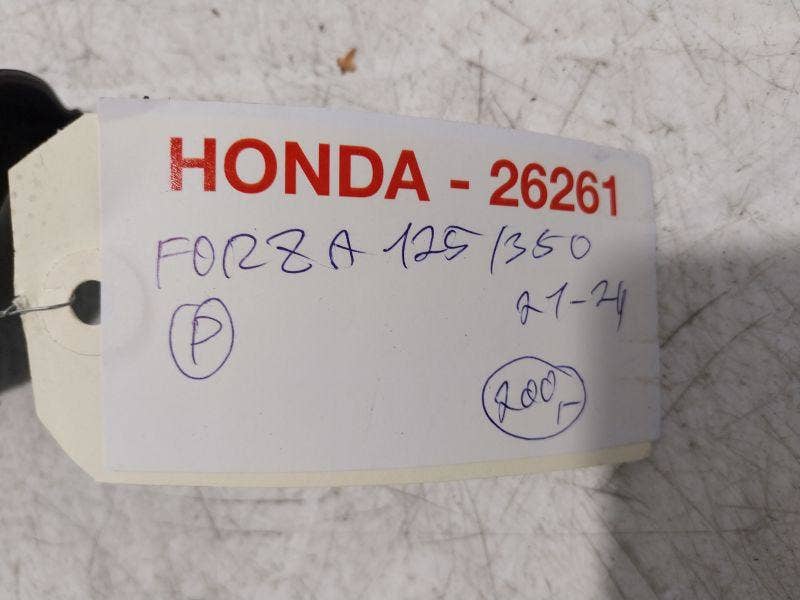 HONDA - 26261
FORZA 125/350
21-24
P
200,-